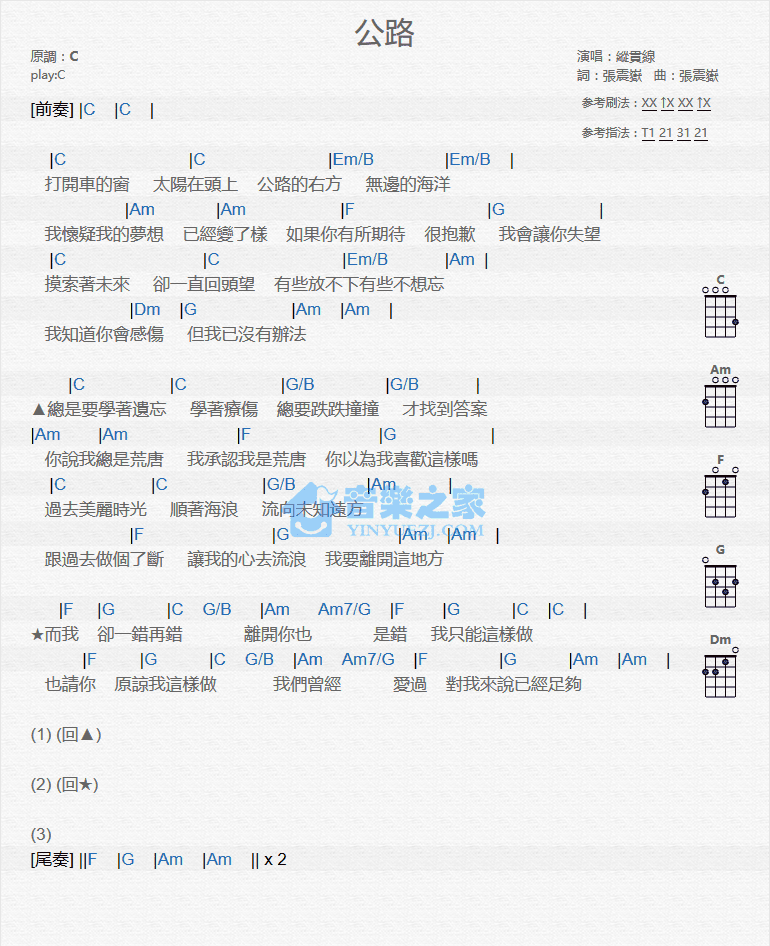 公路
原調：C
play:C
演唱：縱貫線
詞：張震嶽 曲：張震嶽
参考刷法：XX ↑X XX ↑X
参考指法：T1 21 31 21
[前奏] |C |C |
|C |C |Em/B |Em/B |
打開車的窗 太陽在頭上 公路的右方 無邊的海洋
|Am |Am |F |G |
我懷疑我的夢想 已經變了樣 如果你有所期待 很抱歉 我會讓你失望
|C |C |Em/B |Am |
摸索著未來 卻一直回頭望 有些放不下有些不想忘
|Dm |G |Am |Am |
我知道你會感傷 但我已沒有辦法
|C |C |G/B |G/B |
▲總是要學著遺忘 學著療傷 總要跌跌撞撞 才找到答案
|Am |Am |F |G |
你說我總是荒唐 我承認我是荒唐 你以為我喜歡這樣嗎
|C |C |G/B |Am |
過去美麗時光 順著海浪 流向未知遠方
|F |G |Am |Am |
跟過去做個了斷 讓我的心去流浪 我要離開這地方
|F |G |C G/B |Am Am7/G |F |G |C |C |
★而我 卻一錯再錯 離開你也 是錯 我只能這樣做
|F |G |C G/B |Am Am7/G |F |G |Am |Am |
也請你 原諒我這樣做 我們曾經 愛過 對我來說已經足夠
(1) (回▲)
(2) (回★)
(3)
[尾奏] ||F |G |Am |Am || x 2
C
Am
F
G
Dm
音樂之家
YINYUEZJ.COM